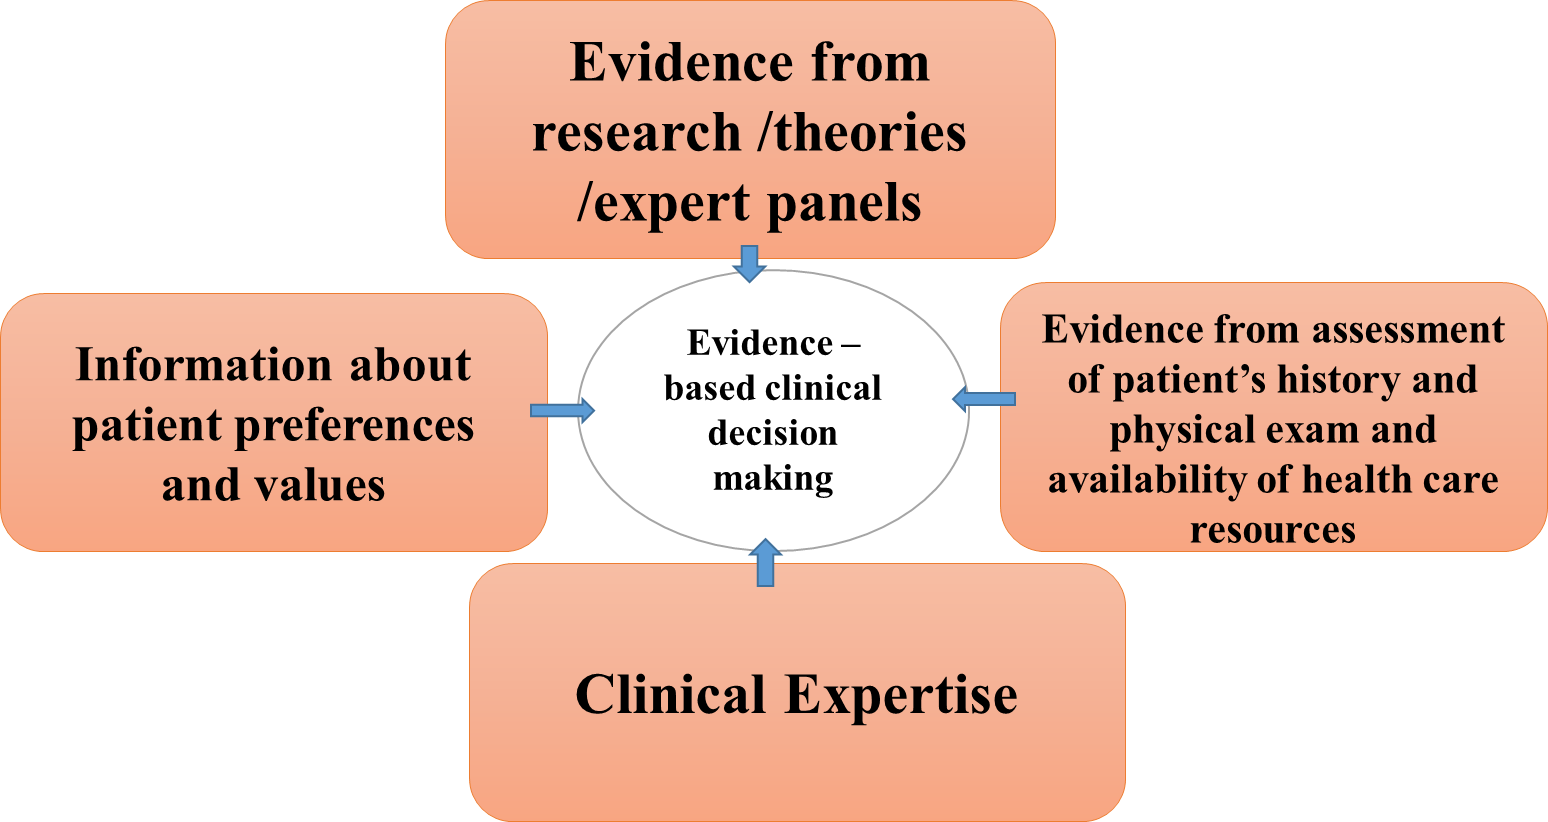 Evidence from
research /theories
/expert panels
Information about
patient preferences
and values
Evidence –
based clinical
decision
making
Evidence from assessment
of patient’s history and
physical exam and
availability of health care
resources
Clinical Expertise